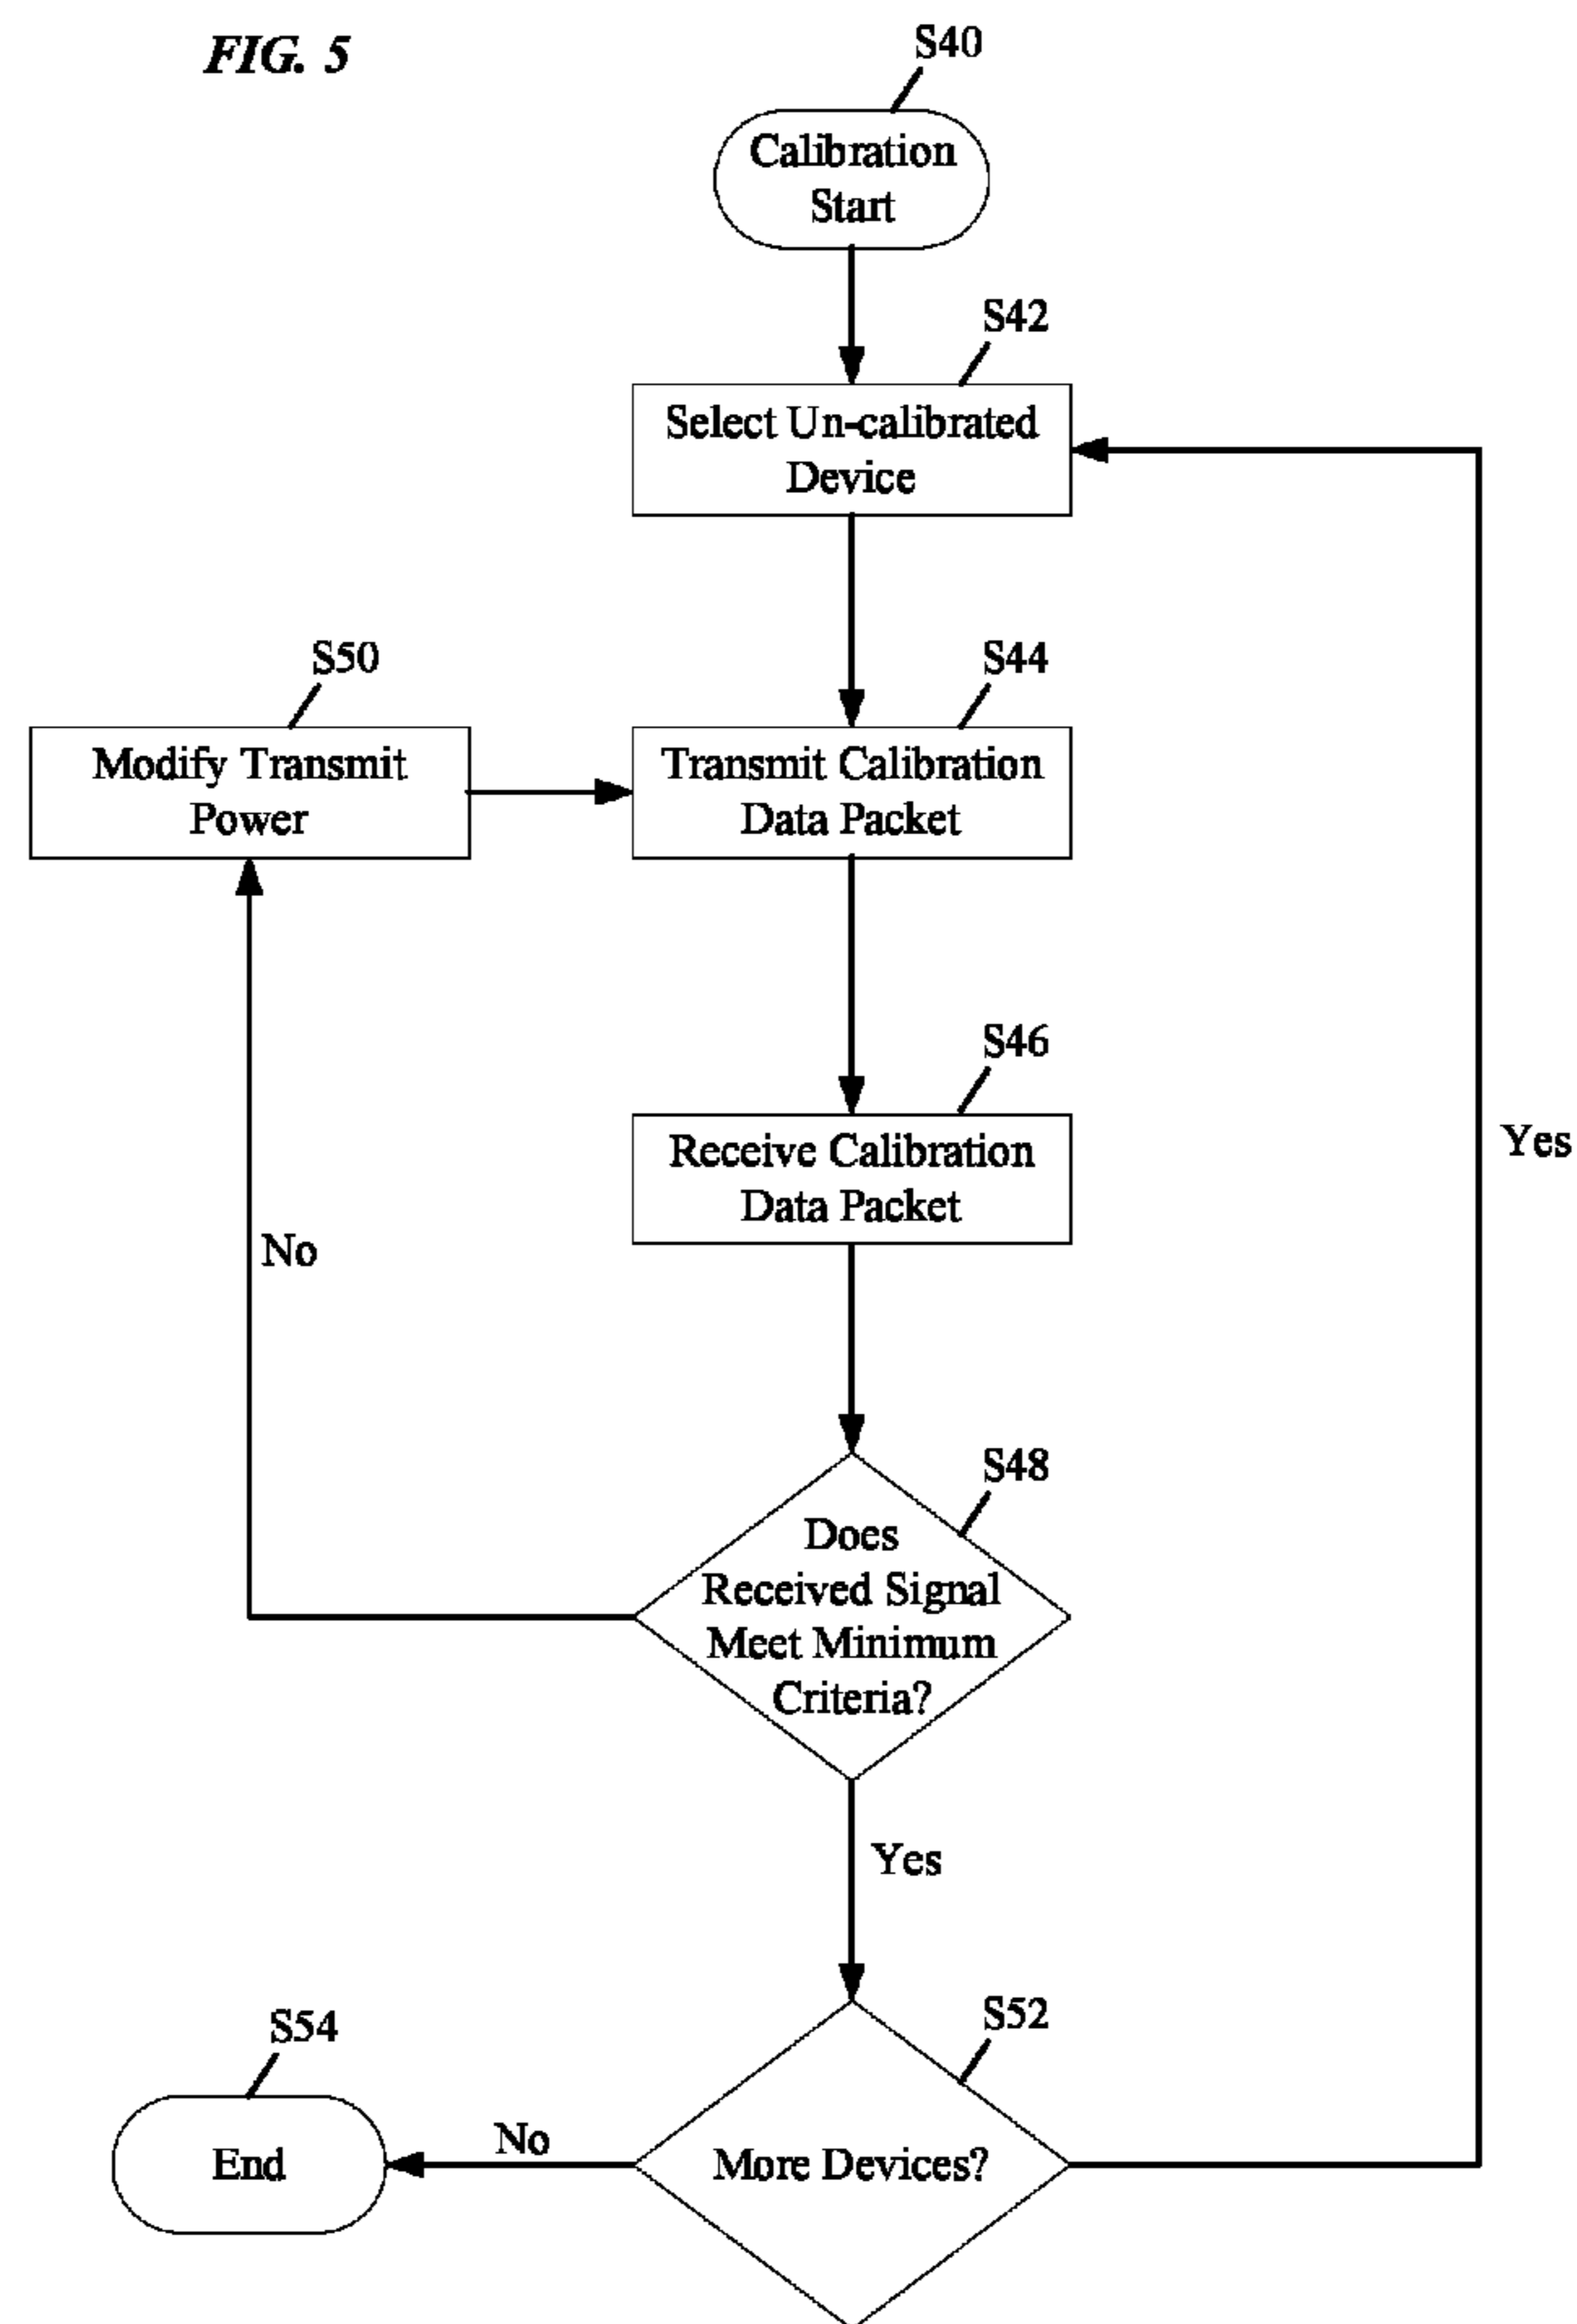 FIG. 5
S40
Calibration
Start
S42
Select Un-calibrated
Device
S50
S44
Modify Transmit
Power
Transmit Calibration
Data Packet
S46
Receive Calibration
Data Packet
Yes
No
S48
Does
Received Signal
Meet Minimum
Criteria?
Yes
S54
S52
End
No
More Devices?